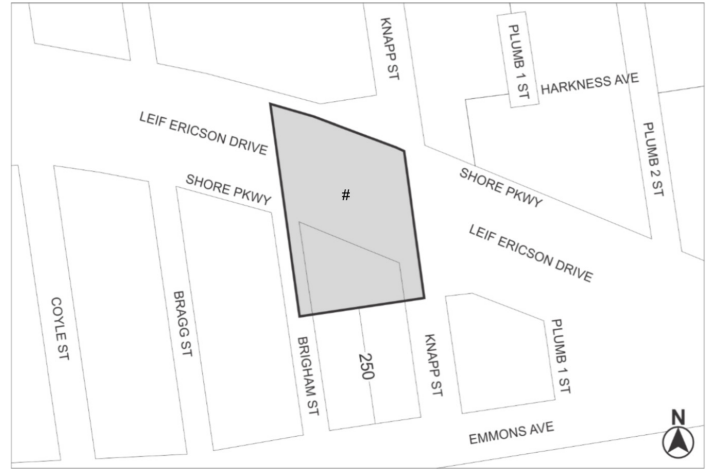 KNAPP ST
PLUMB 1 ST
HARKNESS AVE
LEIF ERICSON DRIVE
PLUMB 2 ST
SHORE PKWY
SHORE PKWY
#
LEIF ERICSON DRIVE
COYLE ST
BRAGG ST
BRIGHAM ST
250
KNAPP ST
PLUMB 1 ST
EMMONS AVE
N